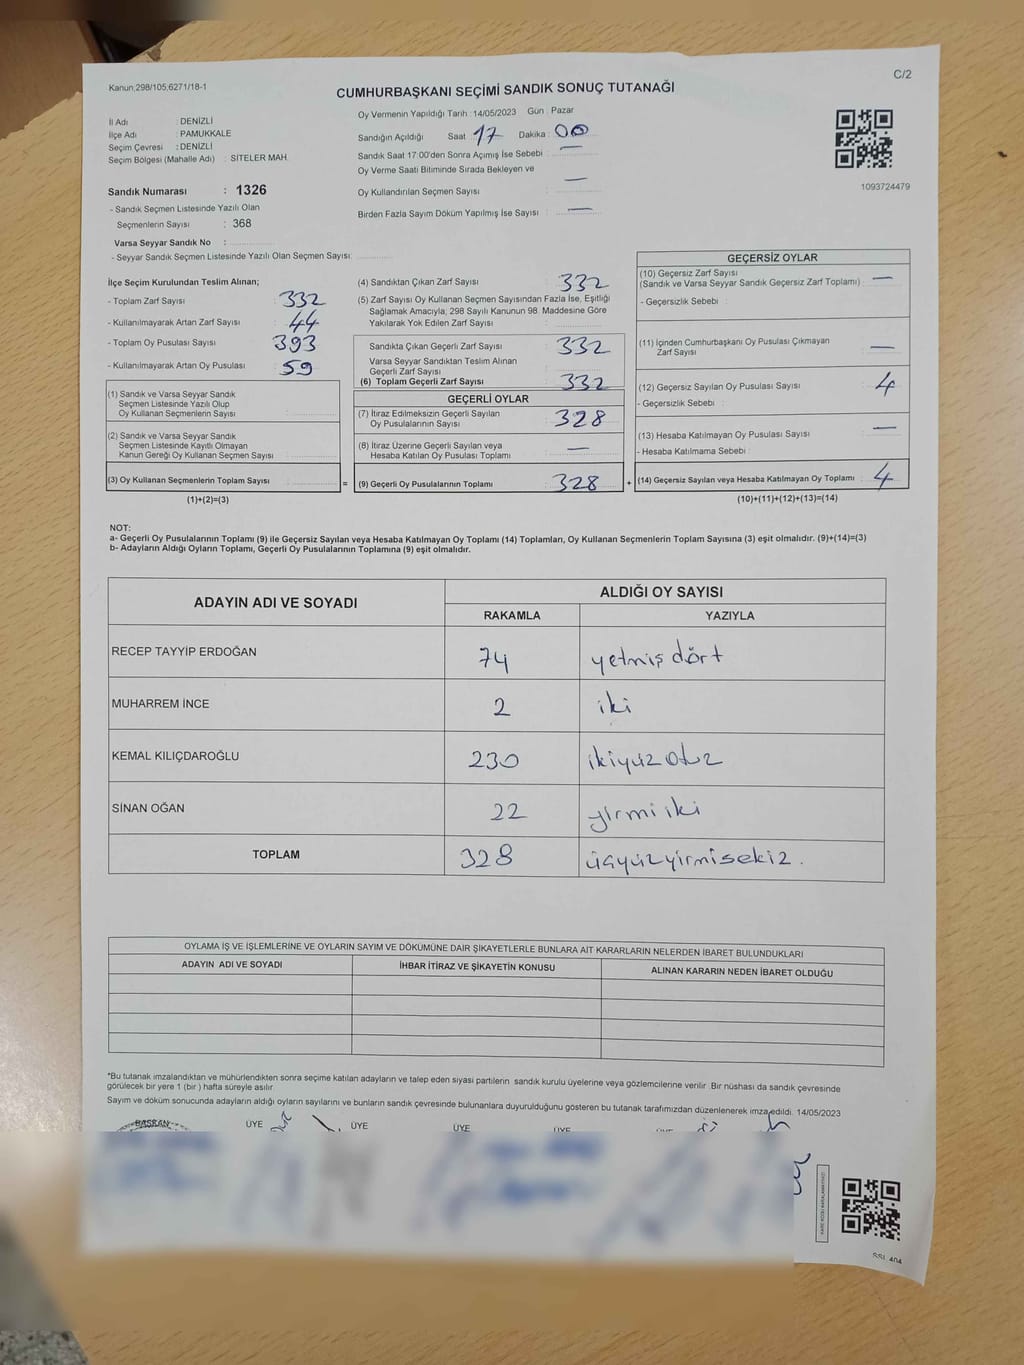 Kanun;298/105,6271/18-1
C/2
CUMHURBAŞKANI SEÇİMİ SANDIK SONUÇ TUTANAĞI
İl Adı : DENİZLİ
İlçe Adı : PAMUKKALE
Seçim Çevresi : DENİZLİ
Seçim Bölgesi (Mahalle Adı) : SİTELER MAH.
Sandık Numarası : 1326
- Sandık Seçmen Listesinde Yazılı Olan
Seçmenlerin Sayısı : 368
Varsa Seyyar Sandık No :
- Seyyar Sandık Seçmen Listesinde Yazılı Olan Seçmen Sayısı:
Oy Vermenin Yapıldığı Tarih : 14/05/2023 Gün : Pazar
Sandığın Açıldığı Saat 17 Dakika : 00
Sandık Saat 17:00'den Sonra Açımış İse Sebebi : —
Oy Verme Saati Bitiminde Sırada Bekleyen ve
Oy Kullandırılan Seçmen Sayısı : —
Birden Fazla Sayım Döküm Yapılmış İse Sayısı : —
1093724479
İlçe Seçim Kurulundan Teslim Alınan;
- Toplam Zarf Sayısı : 332
- Kullanılmayarak Artan Zarf Sayısı : 44
- Toplam Oy Pusulası Sayısı : 393
- Kullanılmayarak Artan Oy Pusulası : 59
(1) Sandık ve Varsa Seyyar Sandık
Seçmen Listesinde Yazılı Olup
Oy Kullanan Seçmenlerin Sayısı :
(2) Sandık ve Varsa Seyyar Sandık
Seçmen Listesinde Kayıtlı Olmayan
Kanun Gereği Oy Kullanan Seçmen Sayısı :
(3) Oy Kullanan Seçmenlerin Toplam Sayısı :
(1)+(2)=(3)
=
(4) Sandıktan Çıkan Zarf Sayısı : 332
(5) Zarf Sayısı Oy Kullanan Seçmen Sayısından Fazla İse, Eşitliği
Sağlamak Amacıyla; 298 Sayılı Kanunun 98. Maddesine Göre
Yakılarak Yok Edilen Zarf Sayısı :
Sandıkta Çıkan Geçerli Zarf Sayısı : 332
Varsa Seyyar Sandıktan Teslim Alınan
Geçerli Zarf Sayısı :
(6) Toplam Geçerli Zarf Sayısı : 332
GEÇERLİ OYLAR
(7) İtiraz Edilmeksizin Geçerli Sayılan
Oy Pusulalarının Sayısı : 328
(8) İtiraz Üzerine Geçerli Sayılan veya
Hesaba Katılan Oy Pusulası Toplamı : —
(9) Geçerli Oy Pusulalarının Toplamı : 328
+
GEÇERSİZ OYLAR
(10) Geçersiz Zarf Sayısı
(Sandık ve Varsa Seyyar Sandık Geçersiz Zarf Toplamı) : —
- Geçersizlik Sebebi :
(11) İçinden Cumhurbaşkanı Oy Pusulası Çıkmayan
Zarf Sayısı : —
(12) Geçersiz Sayılan Oy Pusulası Sayısı : 4
- Geçersizlik Sebebi :
(13) Hesaba Katılmayan Oy Pusulası Sayısı : —
- Hesaba Katılmama Sebebi :
(14) Geçersiz Sayılan veya Hesaba Katılmayan Oy Toplamı : 4
(10)+(11)+(12)+(13)=(14)
NOT:
a- Geçerli Oy Pusulalarının Toplamı (9) ile Geçersiz Sayılan veya Hesaba Katılmayan Oy Toplamı (14) Toplamları, Oy Kullanan Seçmenlerin Toplam Sayısına (3) eşit olmalıdır. (9)+(14)=(3)
b- Adayların Aldığı Oyların Toplamı, Geçerli Oy Pusulalarının Toplamına (9) eşit olmalıdır.
ADAYIN ADI VE SOYADI
ALDIĞI OY SAYISI
RAKAMLA YAZIYLA
RECEP TAYYİP ERDOĞAN 74 yetmiş dört
MUHARREM İNCE 2 iki
KEMAL KILIÇDAROĞLU 230 ikiyüz otuz
SİNAN OĞAN 22 yirmi iki
TOPLAM 328 üçyüzyirmisekiz.
OYLAMA İŞ VE İŞLEMLERİNE VE OYLARIN SAYIM VE DÖKÜMÜNE DAİR ŞİKAYETLERLE BUNLARA AİT KARARLARIN NELERDEN İBARET BULUNDUKLARI
ADAYIN ADI VE SOYADI İHBAR İTİRAZ VE ŞİKAYETİN KONUSU ALINAN KARARIN NEDEN İBARET OLDUĞU
*Bu tutanak imzalandıktan ve mühürlendikten sonra seçime katılan adayların ve talep eden siyasi partilerin sandık kurulu üyelerine veya gözlemcilerine verilir. Bir nüshası da sandık çevresinde
görülecek bir yere 1 (bir ) hafta süreyle asılır.
Sayım ve döküm sonucunda adayların aldığı oyların sayılarını ve bunların sandık çevresinde bulunanlara duyurulduğunu gösteren bu tutanak tarafımızdan düzenlenerek imza edildi. 14/05/2023
BAŞKAN ÜYE ÜYE ÜYE ÜYE